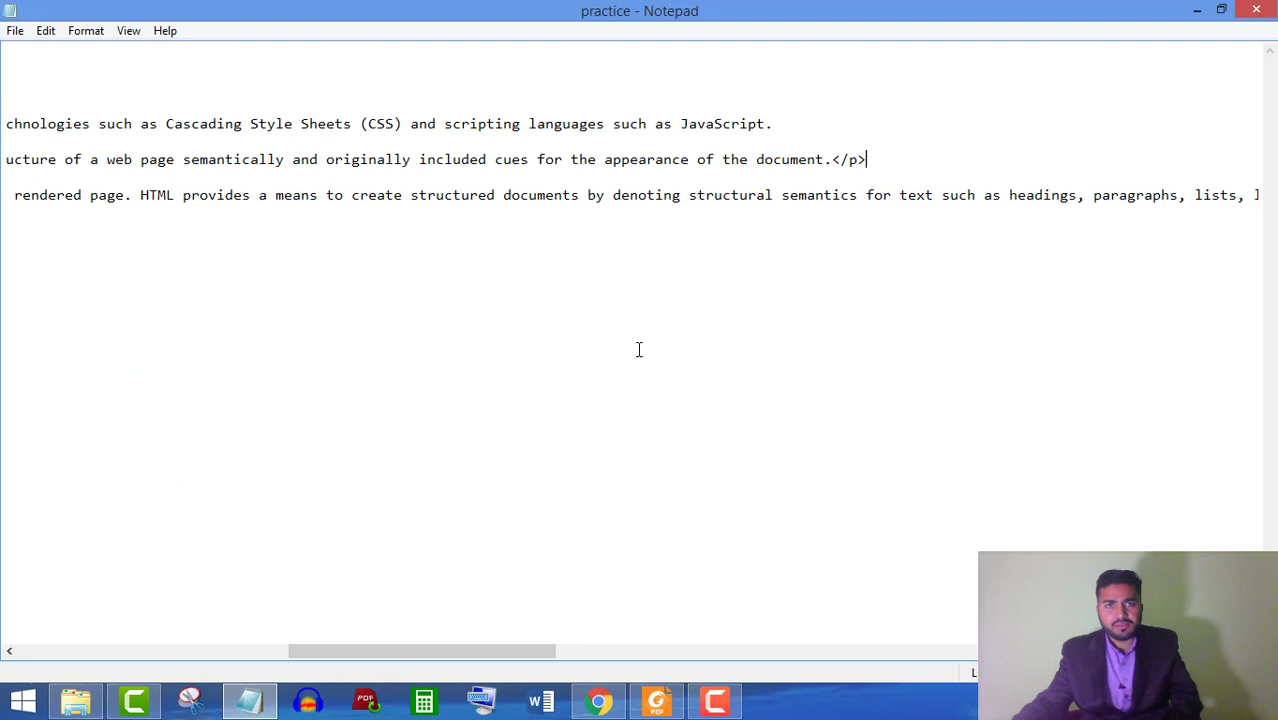 practice - Notepad
File Edit Format View Help
chnologies such as Cascading Style Sheets (CSS) and scripting languages such as JavaScript.
ucture of a web page semantically and originally included cues for the appearance of the document.</p>
rendered page. HTML provides a means to create structured documents by denoting structural semantics for text such as headings, paragraphs, lists,
PDF
PDF